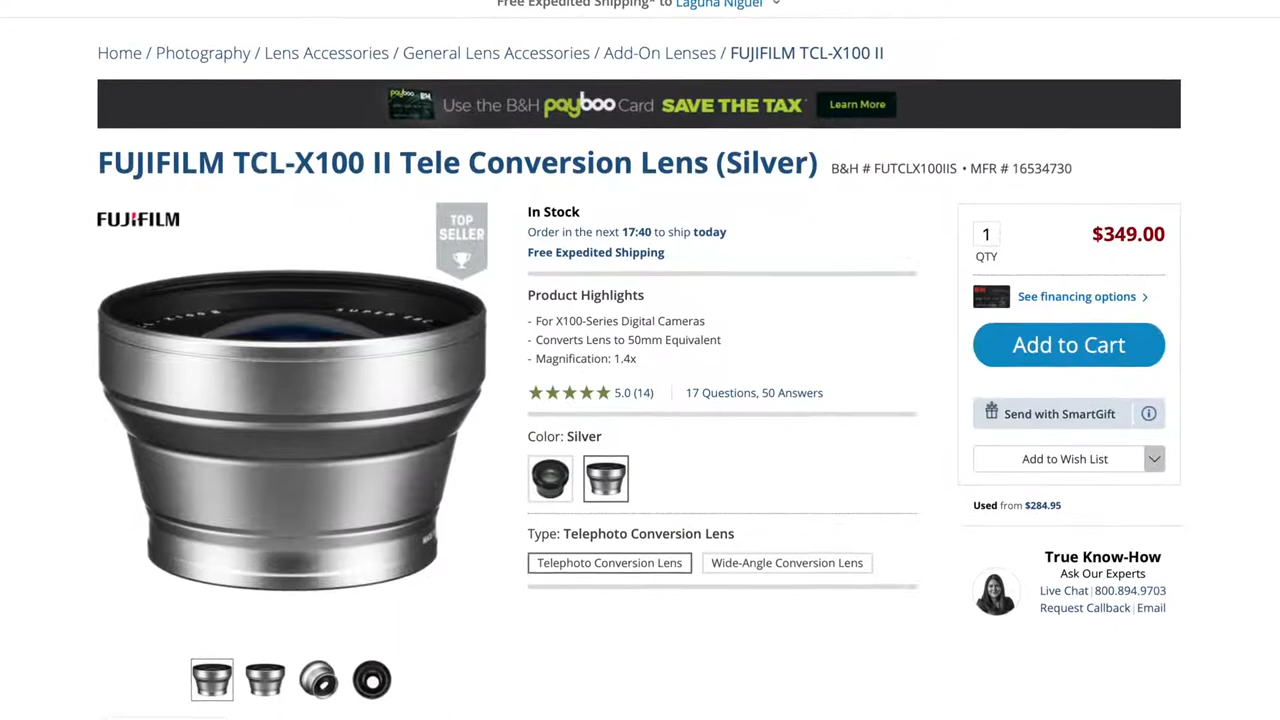 Free Expedited Shipping* to Laguna Niguel
Home / Photography / Lens Accessories / General Lens Accessories / Add-On Lenses / FUJIFILM TCL-X100 II
payboo B&H Use the B&H payboo Card SAVE THE TAX Learn More
FUJIFILM TCL-X100 II Tele Conversion Lens (Silver) B&H # FUTCLX100IIS • MFR # 16534730
FUJIFILM
TOP
SELLER
In Stock
Order in the next 17:40 to ship today
Free Expedited Shipping
1 $349.00
QTY
See financing options
Add to Cart
Send with SmartGift
Add to Wish List
Used from $284.95
Product Highlights
- For X100-Series Digital Cameras
- Converts Lens to 50mm Equivalent
- Magnification: 1.4x
5.0 (14) | 17 Questions, 50 Answers
Color: Silver
Type: Telephoto Conversion Lens
Telephoto Conversion Lens Wide-Angle Conversion Lens
True Know-How
Ask Our Experts
Live Chat | 800.894.9703
Request Callback | Email
SUPER EBC